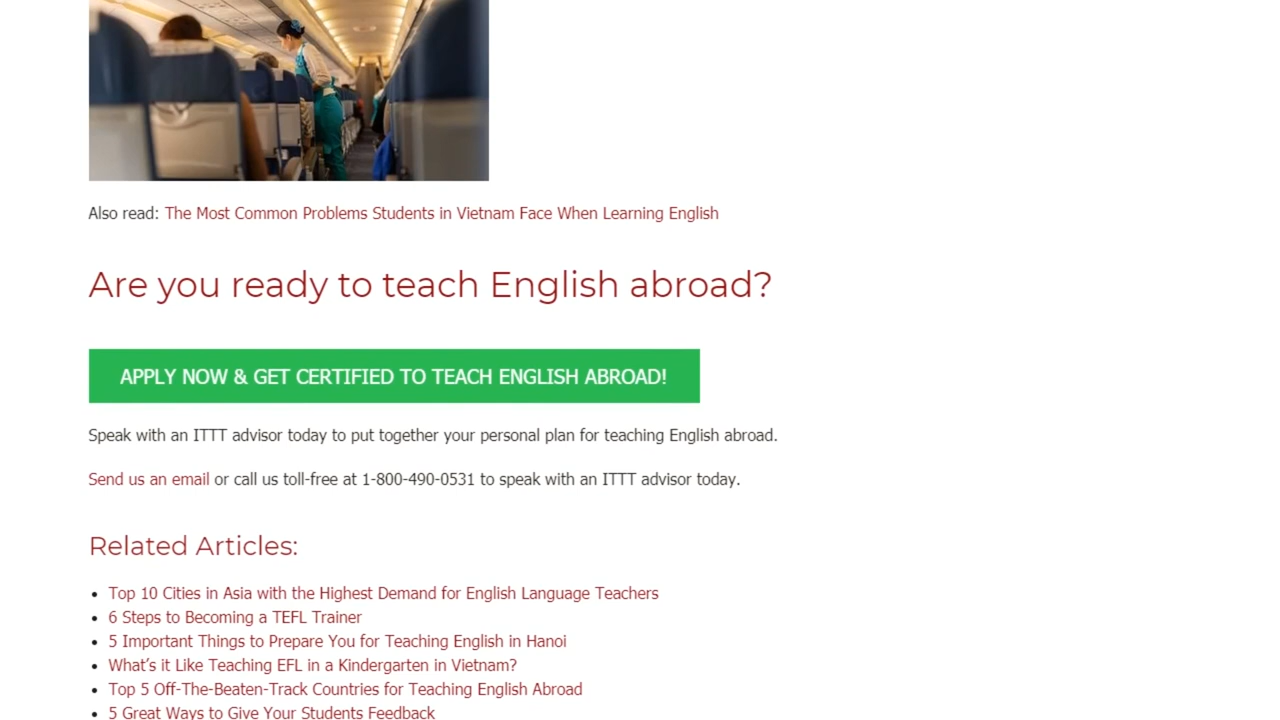 Also read: The Most Common Problems Students in Vietnam Face When Learning English
Are you ready to teach English abroad?
APPLY NOW & GET CERTIFIED TO TEACH ENGLISH ABROAD!
Speak with an ITTT advisor today to put together your personal plan for teaching English abroad.
Send us an email or call us toll-free at 1-800-490-0531 to speak with an ITTT advisor today.
Related Articles:
• Top 10 Cities in Asia with the Highest Demand for English Language Teachers
• 6 Steps to Becoming a TEFL Trainer
• 5 Important Things to Prepare You for Teaching English in Hanoi
• What’s it Like Teaching EFL in a Kindergarten in Vietnam?
• Top 5 Off-The-Beaten-Track Countries for Teaching English Abroad
• 5 Great Ways to Give Your Students Feedback